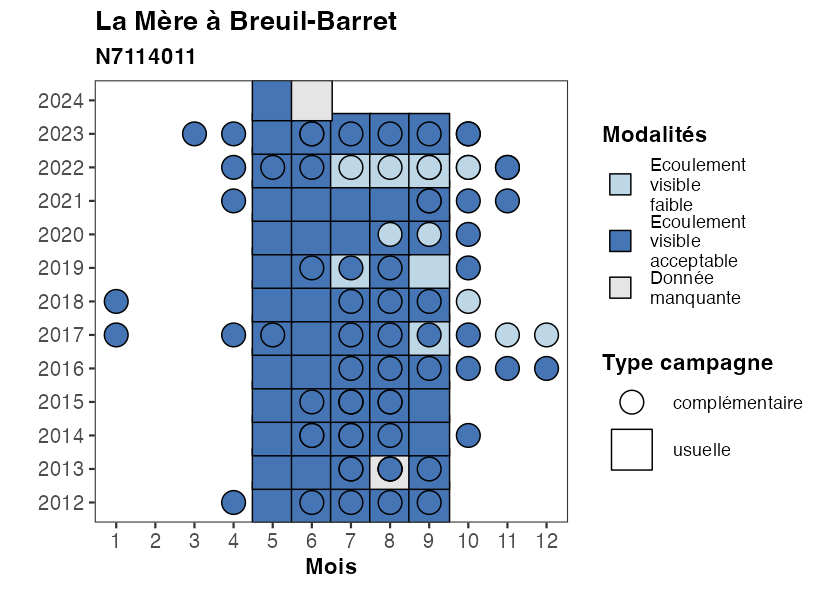 La Mère à Breuil-Barret
N7114011
2024
2023
2022
2021
2020
2019
2018
2017
2016
2015
2014
2013
2012
1 2 3 4 5 6 7 8 9 10 11 12
Mois
Modalités
Ecoulement
visible
faible
Ecoulement
visible
acceptable
Donnée
manquante
Type campagne
complémentaire
usuelle